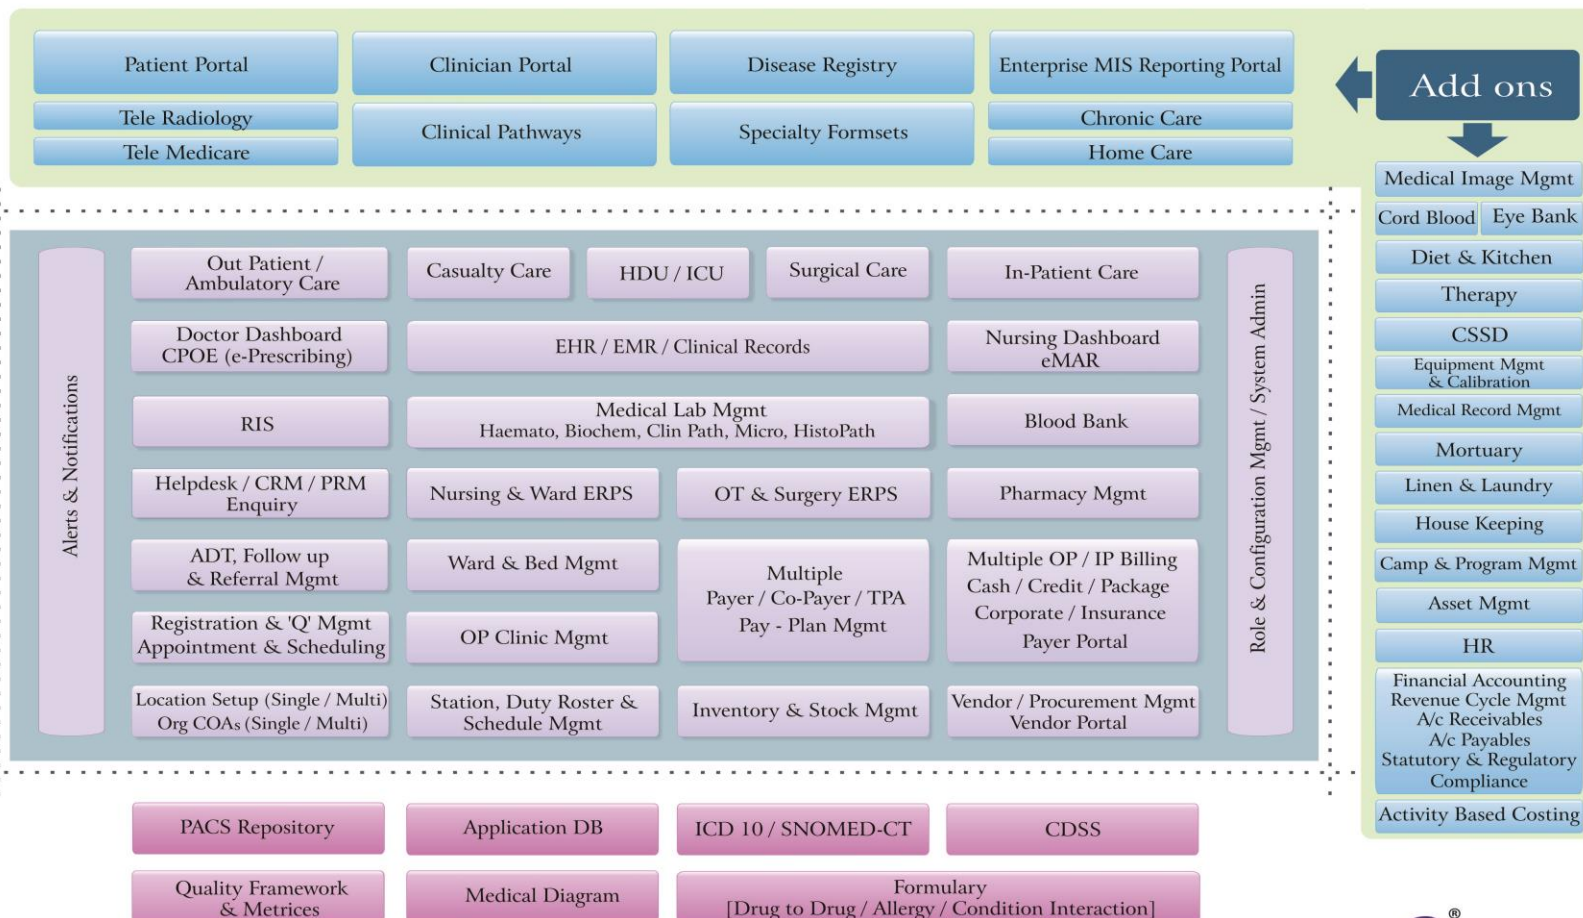 Patient Portal
Clinician Portal
Disease Registry
Enterprise MIS Reporting Portal
Add ons
Tele Radiology
Tele Medicare
Clinical Pathways
Specialty Formsets
Chronic Care
Home Care
Medical Image Mgmt
Cord Blood
Eye Bank
Diet & Kitchen
Therapy
CSSD
Equipment Mgmt
& Calibration
Medical Record Mgmt
Mortuary
Linen & Laundry
House Keeping
Camp & Program Mgmt
Asset Mgmt
HR
Financial Accounting
Revenue Cycle Mgmt
A/c Receivables
A/c Payables
Statutory & Regulatory
Compliance
Activity Based Costing
Alerts & Notifications
Out Patient /
Ambulatory Care
Casualty Care
HDU / ICU
Surgical Care
In-Patient Care
Doctor Dashboard
CPOE (e-Prescribing)
EHR / EMR / Clinical Records
Nursing Dashboard
eMAR
RIS
Medical Lab Mgmt
Haemato, Biochem, Clin Path, Micro, HistoPath
Blood Bank
Helpdesk / CRM / PRM
Enquiry
Nursing & Ward ERPS
OT & Surgery ERPS
Pharmacy Mgmt
ADT, Follow up
& Referral Mgmt
Ward & Bed Mgmt
Multiple
Payer / Co-Payer / TPA
Pay - Plan Mgmt
Multiple OP / IP Billing
Cash / Credit / Package
Corporate / Insurance
Payer Portal
Registration & 'Q' Mgmt
Appointment & Scheduling
OP Clinic Mgmt
Location Setup (Single / Multi)
Org COAs (Single / Multi)
Station, Duty Roster &
Schedule Mgmt
Inventory & Stock Mgmt
Vendor / Procurement Mgmt
Vendor Portal
Role & Configuration Mgmt / System Admin
PACS Repository
Application DB
ICD 10 / SNOMED-CT
CDSS
Quality Framework
& Metrices
Medical Diagram
Formulary
[Drug to Drug / Allergy / Condition Interaction]
®